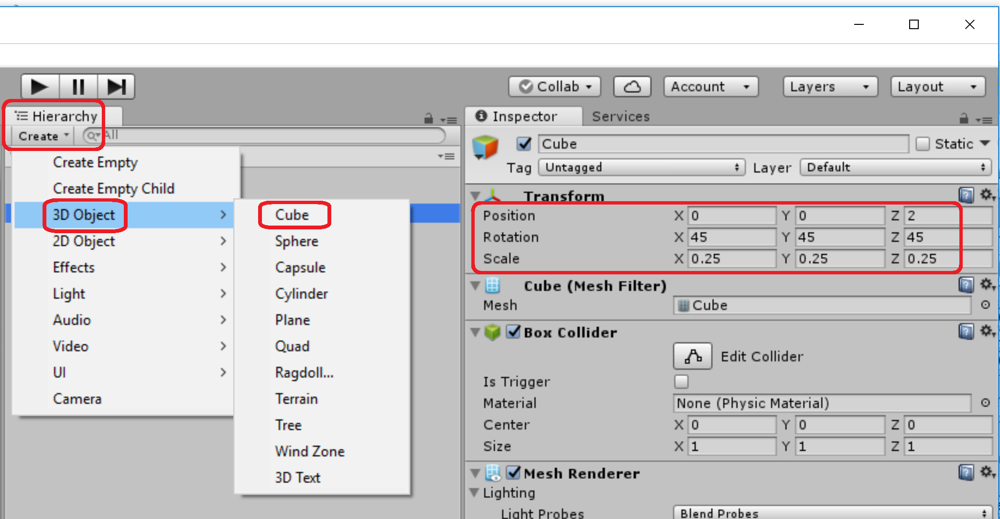 Collab
Account
Layers
Layout
Hierarchy
Create
All
Create Empty
Create Empty Child
3D Object
2D Object
Effects
Light
Audio
Video
UI
Camera
Cube
Sphere
Capsule
Cylinder
Plane
Quad
Ragdoll...
Terrain
Tree
Wind Zone
3D Text
Inspector Services
Cube Static
Tag Untagged Layer Default
Transform
Position X 0 Y 0 Z 2
Rotation X 45 Y 45 Z 45
Scale X 0.25 Y 0.25 Z 0.25
Cube (Mesh Filter)
Mesh Cube
Box Collider
Edit Collider
Is Trigger
Material None (Physic Material)
Center X 0 Y 0 Z 0
Size X 1 Y 1 Z 1
Mesh Renderer
Lighting
Light Probes Blend Probes